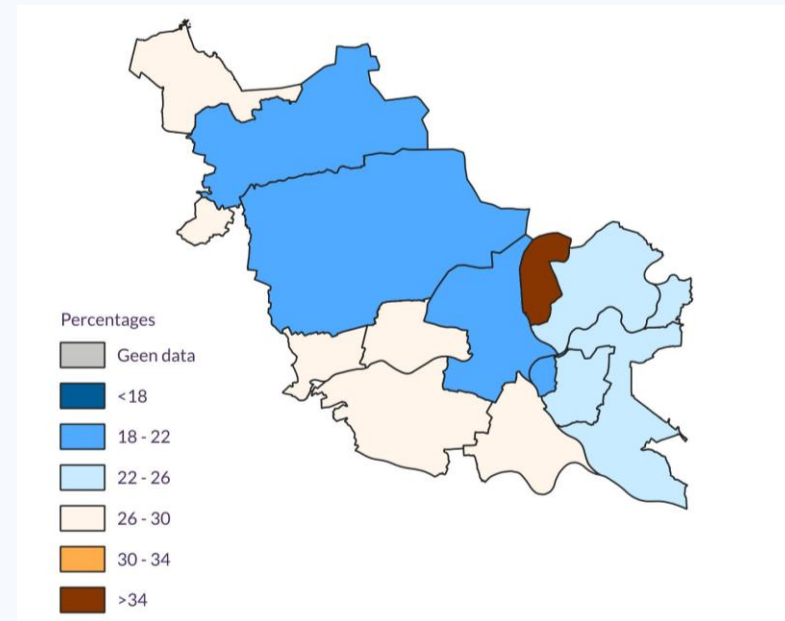 Percentages
Geen data
<18
18 - 22
22 - 26
26 - 30
30 - 34
>34